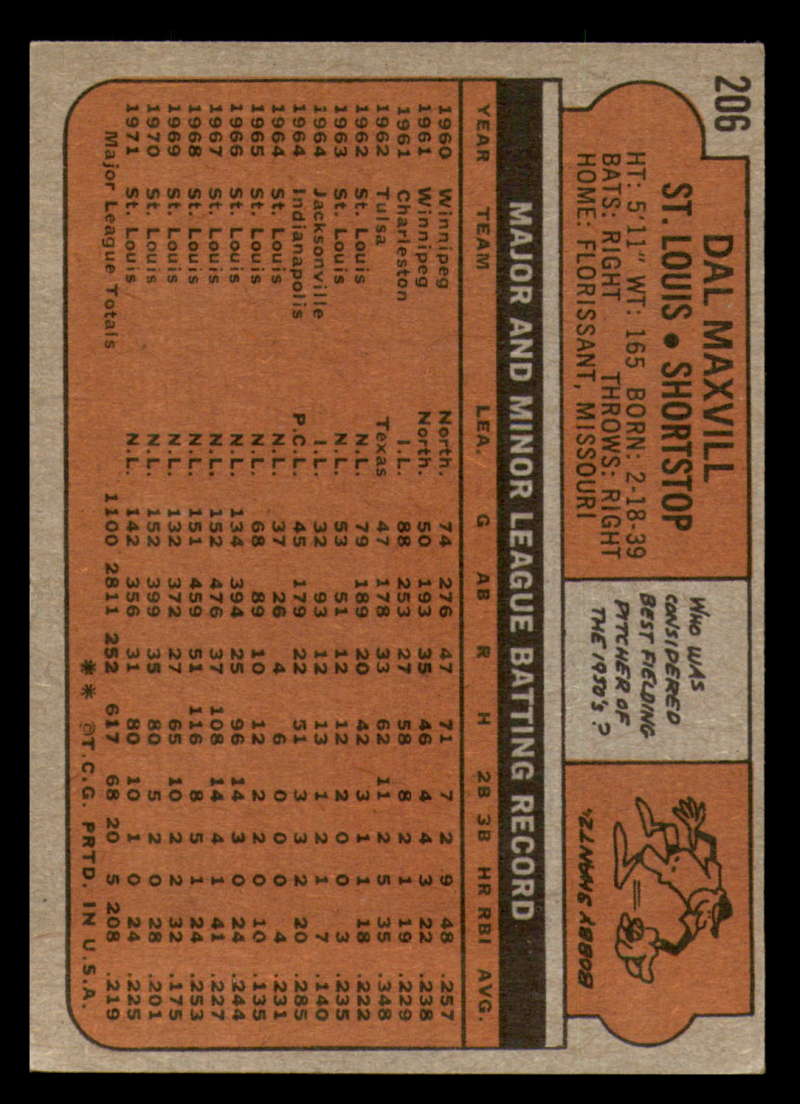 206
DAL MAXVILL
ST. LOUIS • SHORTSTOP
HT: 5'11" WT: 165 BORN: 2-18-39
BATS: RIGHT THROWS: RIGHT
HOME: FLORISSANT, MISSOURI
WHO WAS
CONSIDERED
BEST FIELDING
PITCHER OF
THE 1950's?
BOBBY SHANTZ.
MAJOR AND MINOR LEAGUE BATTING RECORD
YEAR TEAM LEA. G AB R H 2B 3B HR RBI AVG.
1960 Winnipeg North. 74 276 47 71 7 2 9 48 .257
1961 Winnipeg North. 50 193 35 46 4 4 3 22 .238
1961 Charleston I.L. 88 253 27 58 8 2 1 19 .229
1962 Tulsa Texas 47 178 33 62 11 2 5 35 .348
1962 St. Louis N.L. 79 189 20 42 3 1 1 18 .222
1963 St. Louis N.L. 53 51 12 12 2 0 0 3 .235
1964 Jacksonville I.L. 32 93 12 13 1 2 1 7 .140
1964 Indianapolis P.C.L. 45 179 22 51 3 3 2 20 .285
1964 St. Louis N.L. 37 26 4 6 0 0 0 4 .231
1965 St. Louis N.L. 68 89 10 12 2 2 0 10 .135
1966 St. Louis N.L. 134 394 25 96 14 3 0 24 .244
1967 St. Louis N.L. 152 476 37 108 14 4 1 41 .227
1968 St. Louis N.L. 151 459 51 116 8 5 1 24 .253
1969 St. Louis N.L. 132 372 27 65 10 2 2 32 .175
1970 St. Louis N.L. 152 399 35 80 5 2 0 28 .201
1971 St. Louis N.L. 142 356 31 80 10 1 0 24 .225
Major League Totals 1100 2811 252 617 68 20 5 208 .219
** ©T.C.G. PRTD. IN U.S.A.